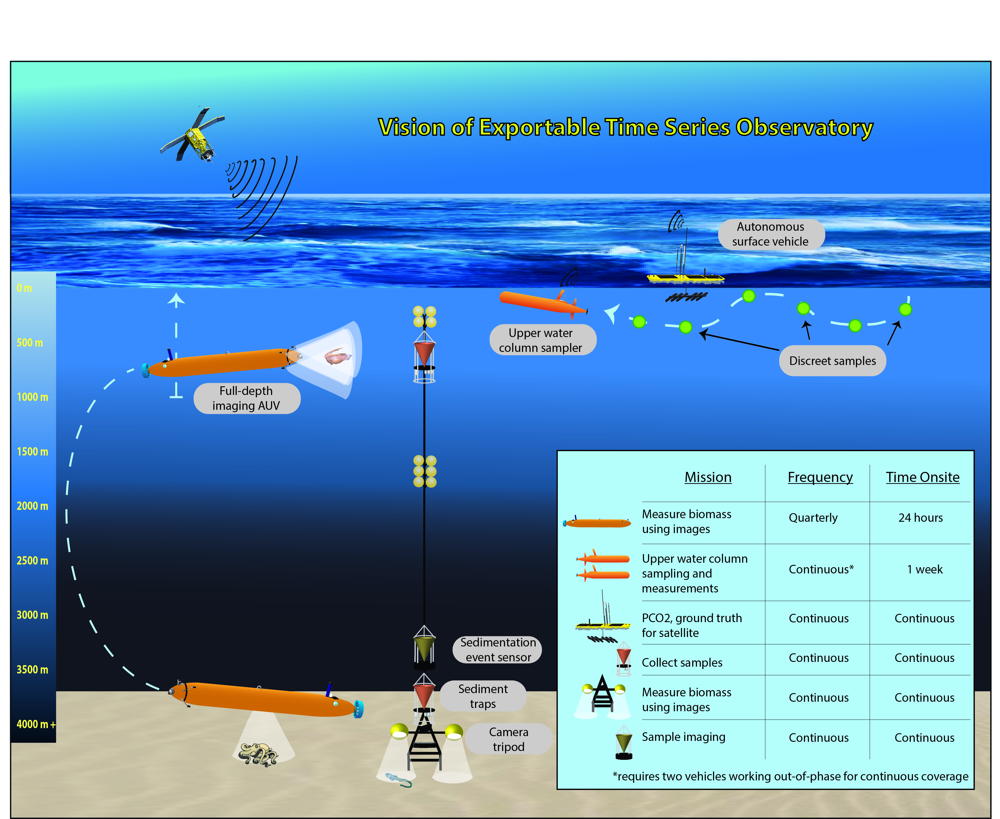 Vision of Exportable Time Series Observatory
Autonomous
surface vehicle
0 m
500 m
1000 m
1500 m
2000 m
2500 m
3000 m
3500 m
4000 m +
Upper water
column sampler
Discreet samples
Full-depth
imaging AUV
Sedimentation
event sensor
Sediment
traps
Camera
tripod
Mission Frequency Time Onsite
Measure biomass
using images
Quarterly
24 hours
Upper water column
sampling and
measurements
Continuous*
1 week
PCO2, ground truth
for satellite
Continuous
Continuous
Collect samples
Continuous
Continuous
Measure biomass
using images
Continuous
Continuous
Sample imaging
Continuous
Continuous
*requires two vehicles working out-of-phase for continuous coverage